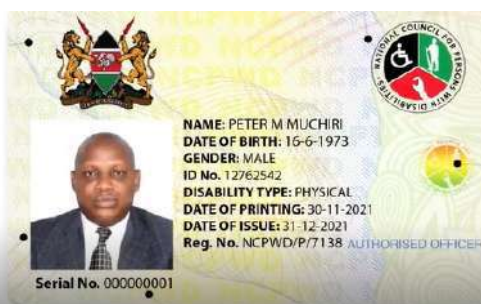 NATIONAL COUNCIL FOR PERSONS WITH DISABILITIES
NAME: PETER M MUCHIRI
DATE OF BIRTH: 16-6-1973
GENDER: MALE
ID No. 12762542
DISABILITY TYPE: PHYSICAL
DATE OF PRINTING: 30-11-2021
DATE OF ISSUE: 31-12-2021
Reg. No. NCPWD/P/7138 AUTHORISED OFFICER
Serial No. 000000001